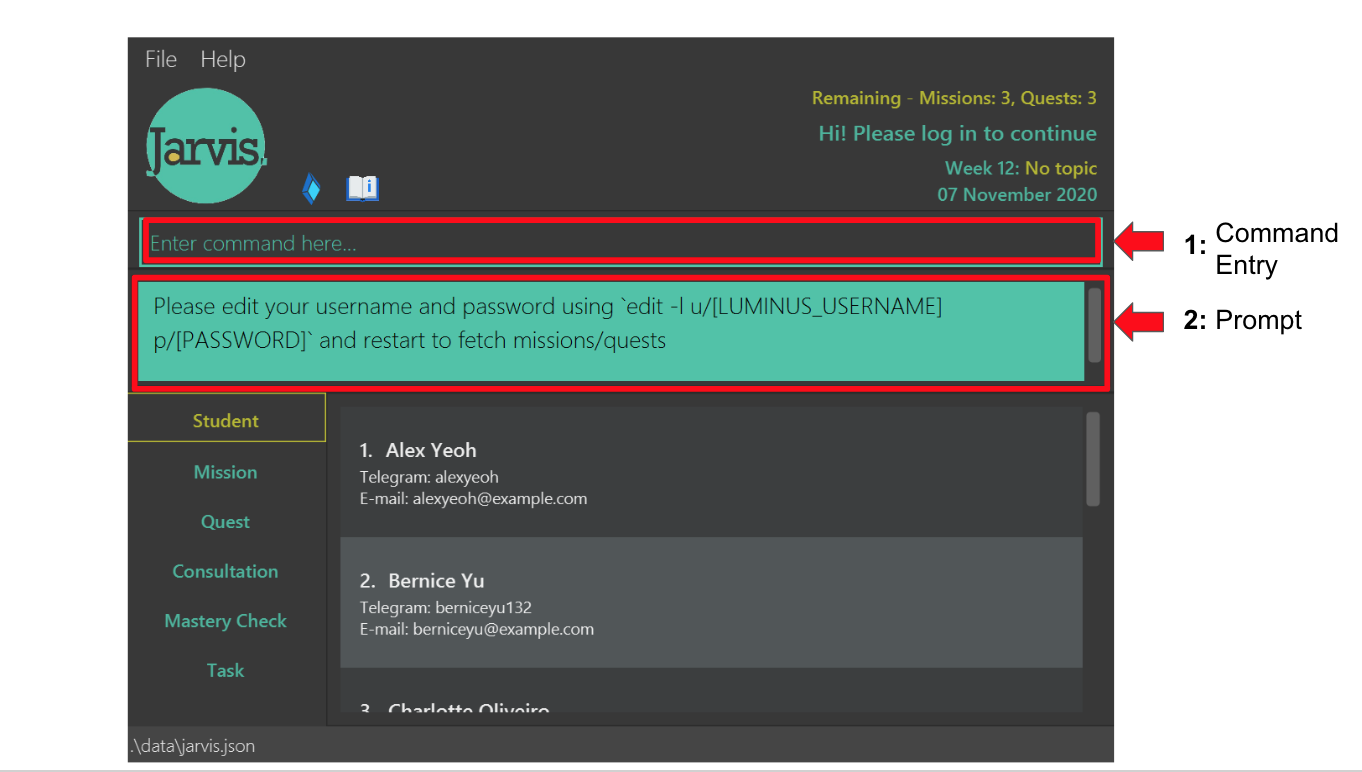 File Help
Remaining - Missions: 3, Quests: 3
Jarvis.
Hi! Please log in to continue
Week 12: No topic
07 November 2020
Enter command here...
1: Command
Entry
Please edit your username and password using `edit -l u/[LUMINUS_USERNAME]
p/[PASSWORD]` and restart to fetch missions/quests
2: Prompt
Student
Mission
Quest
Consultation
Mastery Check
Task
1. Alex Yeoh
Telegram: alexyeoh
E-mail: alexyeoh@example.com
2. Bernice Yu
Telegram: berniceyu132
E-mail: berniceyu@example.com
3. Charlotte Oliveiro
.\data\jarvis.json